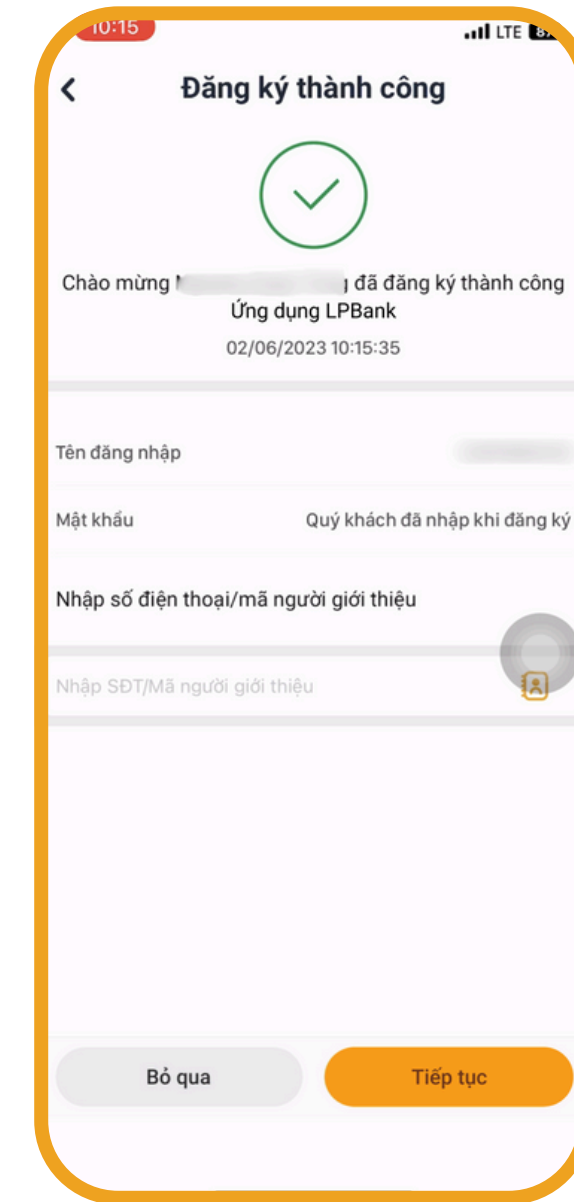 10:15 LTE
Đăng ký thành công
Chào mừng đã đăng ký thành công
Ứng dụng LPBank
02/06/2023 10:15:35
Tên đăng nhập
Mật khẩu Quý khách đã nhập khi đăng ký
Nhập số điện thoại/mã người giới thiệu
Nhập SĐT/Mã người giới thiệu
Bỏ qua Tiếp tục